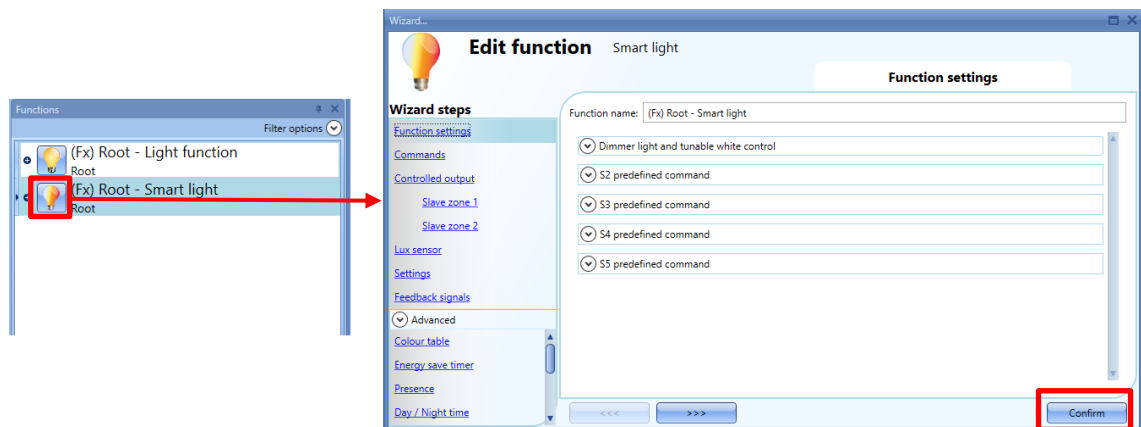 Functions
Filter options
(Fx) Root - Light function
Root
(Fx) Root - Smart light
Root
Wizard...
Edit function Smart light
Function settings
Wizard steps
Function settings
Commands
Controlled output
Slave zone 1
Slave zone 2
Lux sensor
Settings
Feedback signals
Advanced
Colour table
Energy save timer
Presence
Day / Night time
Function name: (Fx) Root - Smart light
Dimmer light and tunable white control
S2 predefined command
S3 predefined command
S4 predefined command
S5 predefined command
<<< >>> Confirm